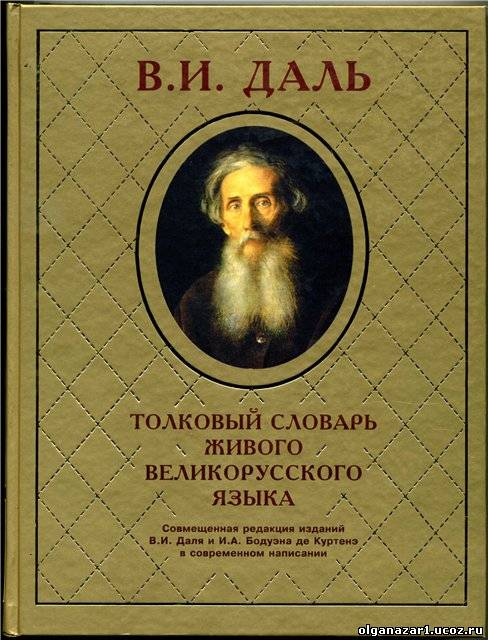 В.И. ДАЛЬ
ТОЛКОВЫЙ СЛОВАРЬ
ЖИВОГО
ВЕЛИКОРУССКОГО
ЯЗЫКА
Совмещенная редакция изданий
В.И. Даля и И.А. Бодуэна де Куртенэ
в современном написании
olganazar1.ucoz.ru